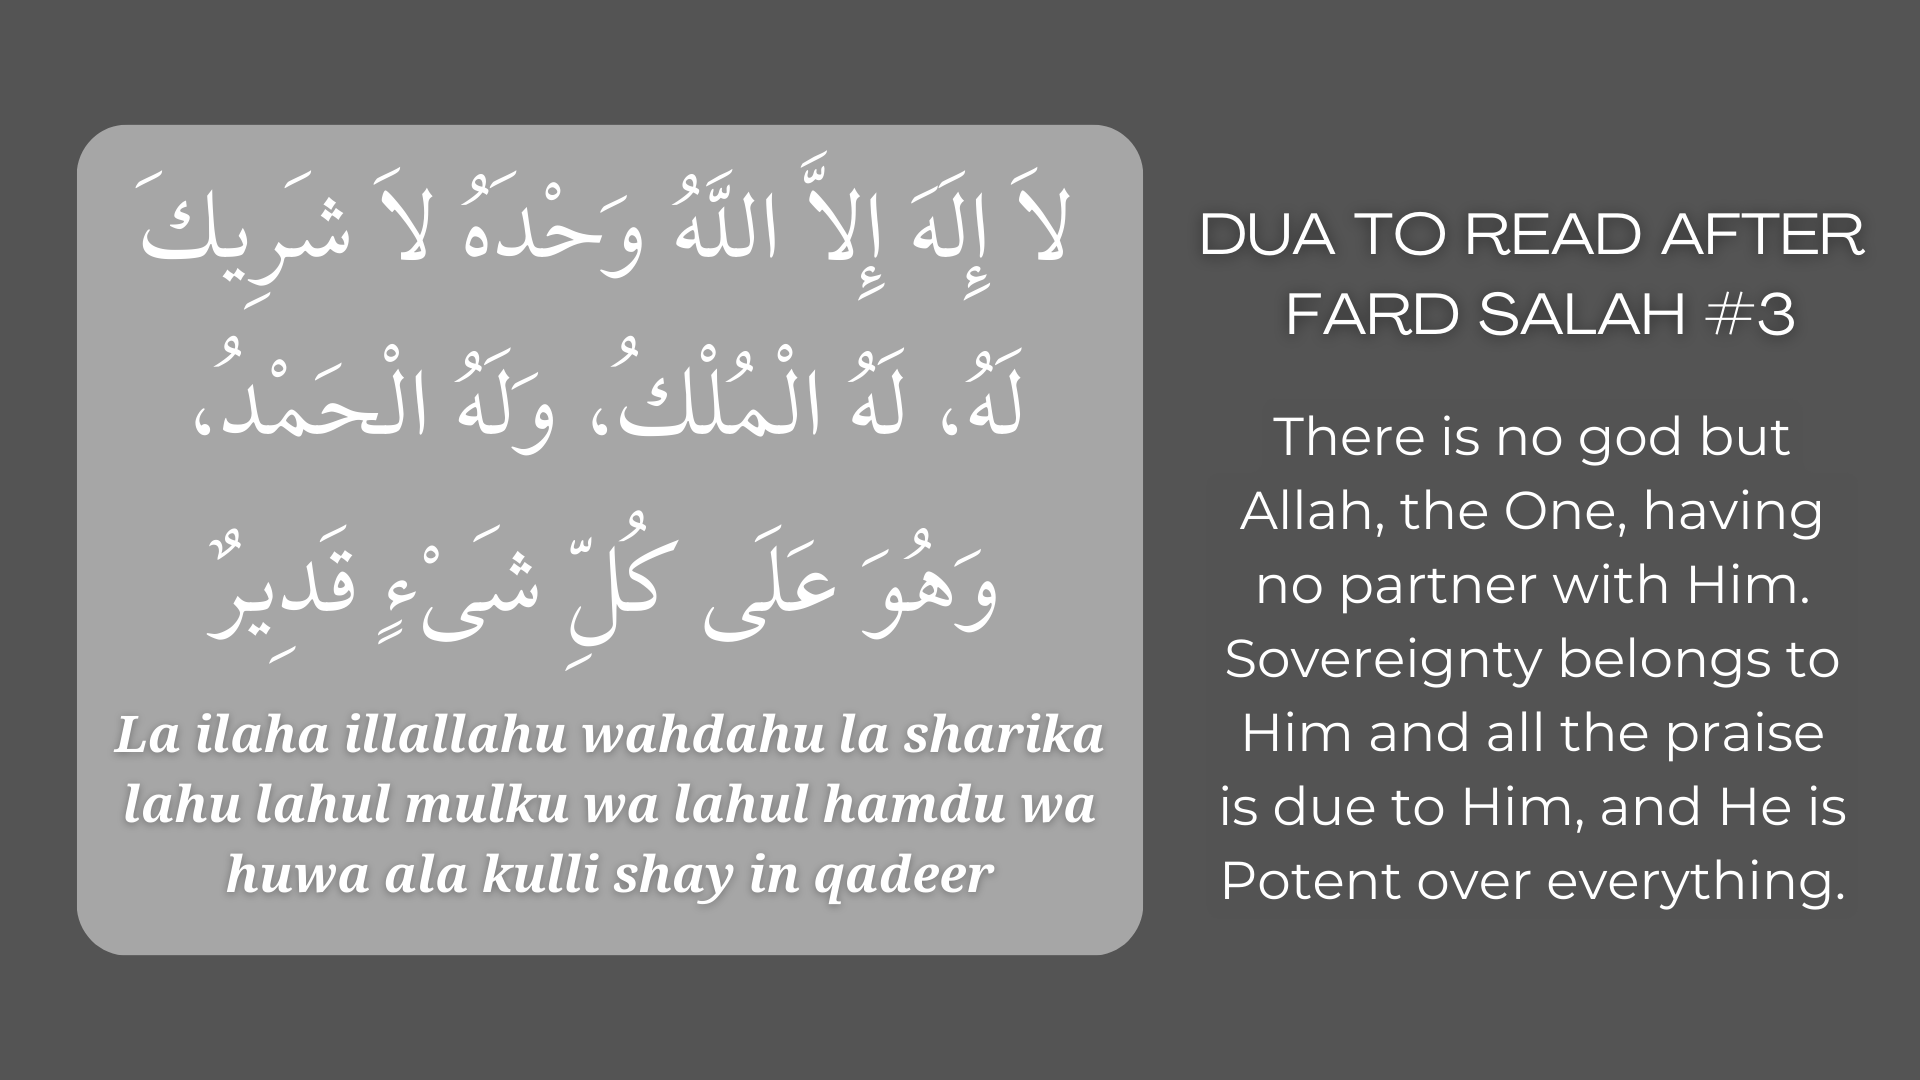 لاَ إِلَهَ إِلاَّ اللَّهُ وَحْدَهُ لاَ شَرِيكَ
لَهُ، لَهُ الْمُلْكُ، وَلَهُ الْحَمْدُ،
وَهُوَ عَلَى كُلِّ شَىْءٍ قَدِيرٌ
La ilaha illallahu wahdahu la sharika
lahu lahul mulku wa lahul hamdu wa
huwa ala kulli shay in qadeer
DUA TO READ AFTER
FARD SALAH #3
There is no god but
Allah, the One, having
no partner with Him.
Sovereignty belongs to
Him and all the praise
is due to Him, and He is
Potent over everything.